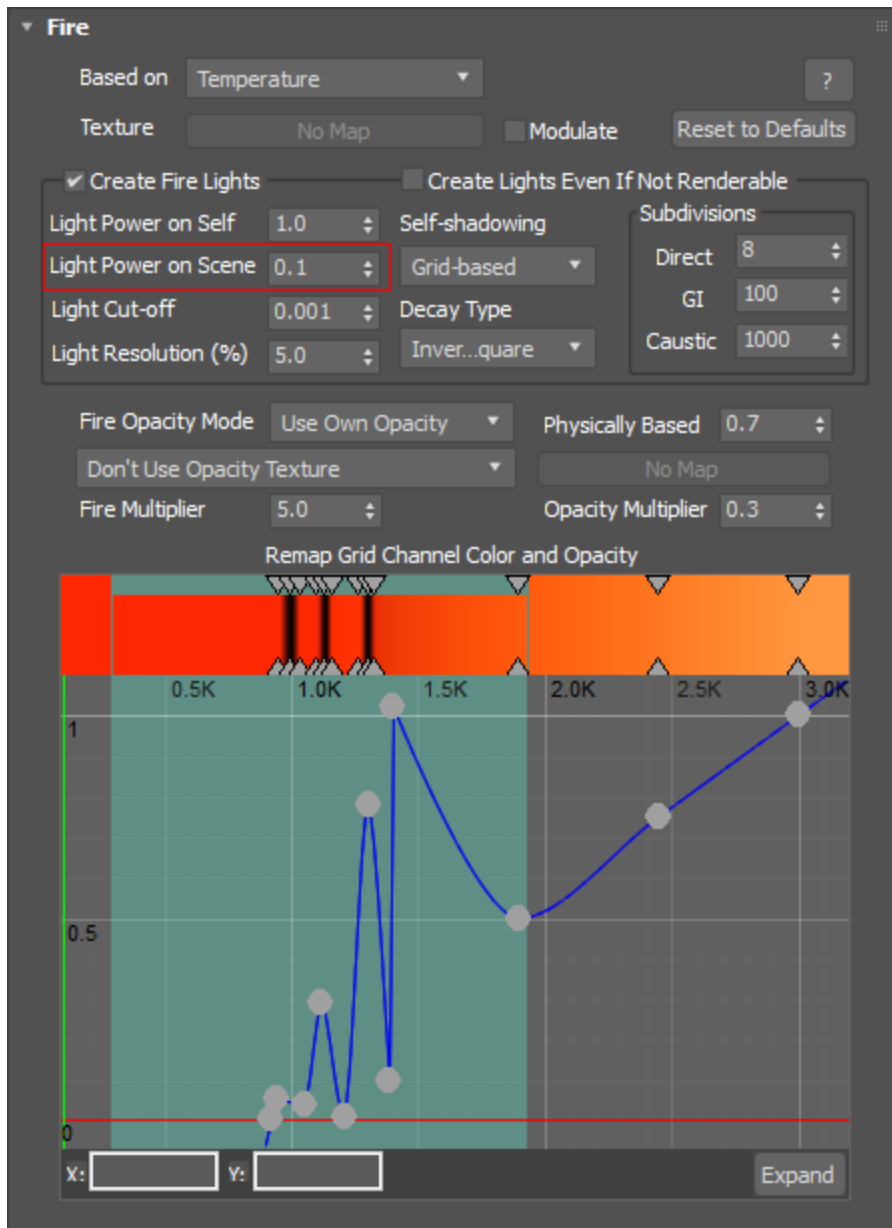 Fire
Based on Temperature ?
Texture No Map Modulate Reset to Defaults
Create Fire Lights Create Lights Even If Not Renderable
Light Power on Self 1.0 Self-shadowing Subdivisions
Light Power on Scene 0.1 Grid-based Direct 8
Light Cut-off 0.001 Decay Type GI 100
Light Resolution (%) 5.0 Inver...quare Caustic 1000
Fire Opacity Mode Use Own Opacity Physically Based 0.7
Don't Use Opacity Texture No Map
Fire Multiplier 5.0 Opacity Multiplier 0.3
Remap Grid Channel Color and Opacity
0.5K 1.0K 1.5K 2.0K 2.5K 3.0K
1
0.5
0
X: Y: Expand